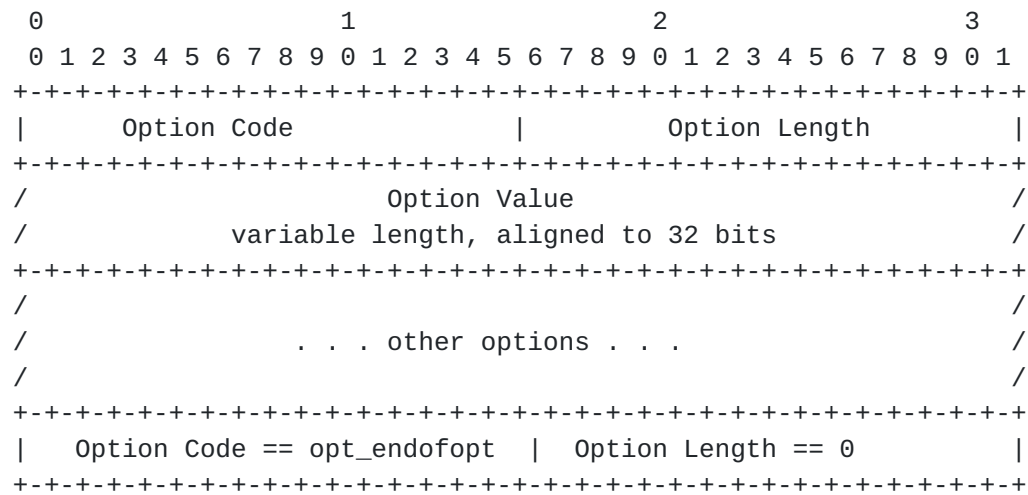 0                   1                   2                   3
 0 1 2 3 4 5 6 7 8 9 0 1 2 3 4 5 6 7 8 9 0 1 2 3 4 5 6 7 8 9 0 1
+-+-+-+-+-+-+-+-+-+-+-+-+-+-+-+-+-+-+-+-+-+-+-+-+-+-+-+-+-+-+-+-+
|      Option Code              |         Option Length         |
+-+-+-+-+-+-+-+-+-+-+-+-+-+-+-+-+-+-+-+-+-+-+-+-+-+-+-+-+-+-+-+-+
/                       Option Value                            /
/             variable length, aligned to 32 bits               /
+-+-+-+-+-+-+-+-+-+-+-+-+-+-+-+-+-+-+-+-+-+-+-+-+-+-+-+-+-+-+-+-+
/                                                               /
/                 . . . other options . . .                     /
/                                                               /
+-+-+-+-+-+-+-+-+-+-+-+-+-+-+-+-+-+-+-+-+-+-+-+-+-+-+-+-+-+-+-+-+
|   Option Code == opt_endofopt  |  Option Length == 0          |
+-+-+-+-+-+-+-+-+-+-+-+-+-+-+-+-+-+-+-+-+-+-+-+-+-+-+-+-+-+-+-+-+